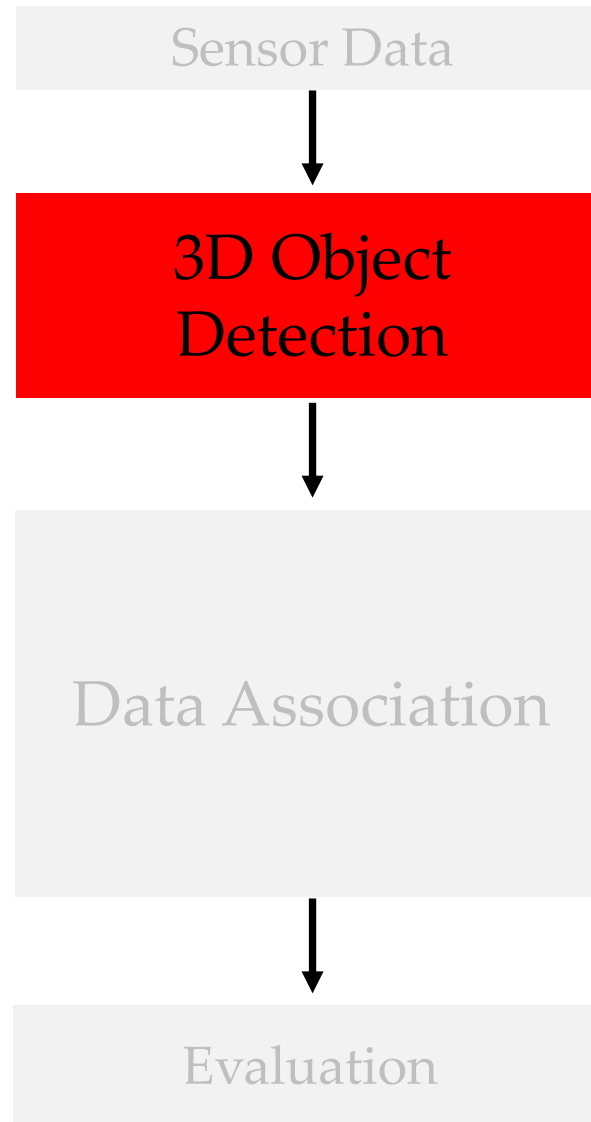 Sensor Data
3D Object
Detection
Data Association
Evaluation